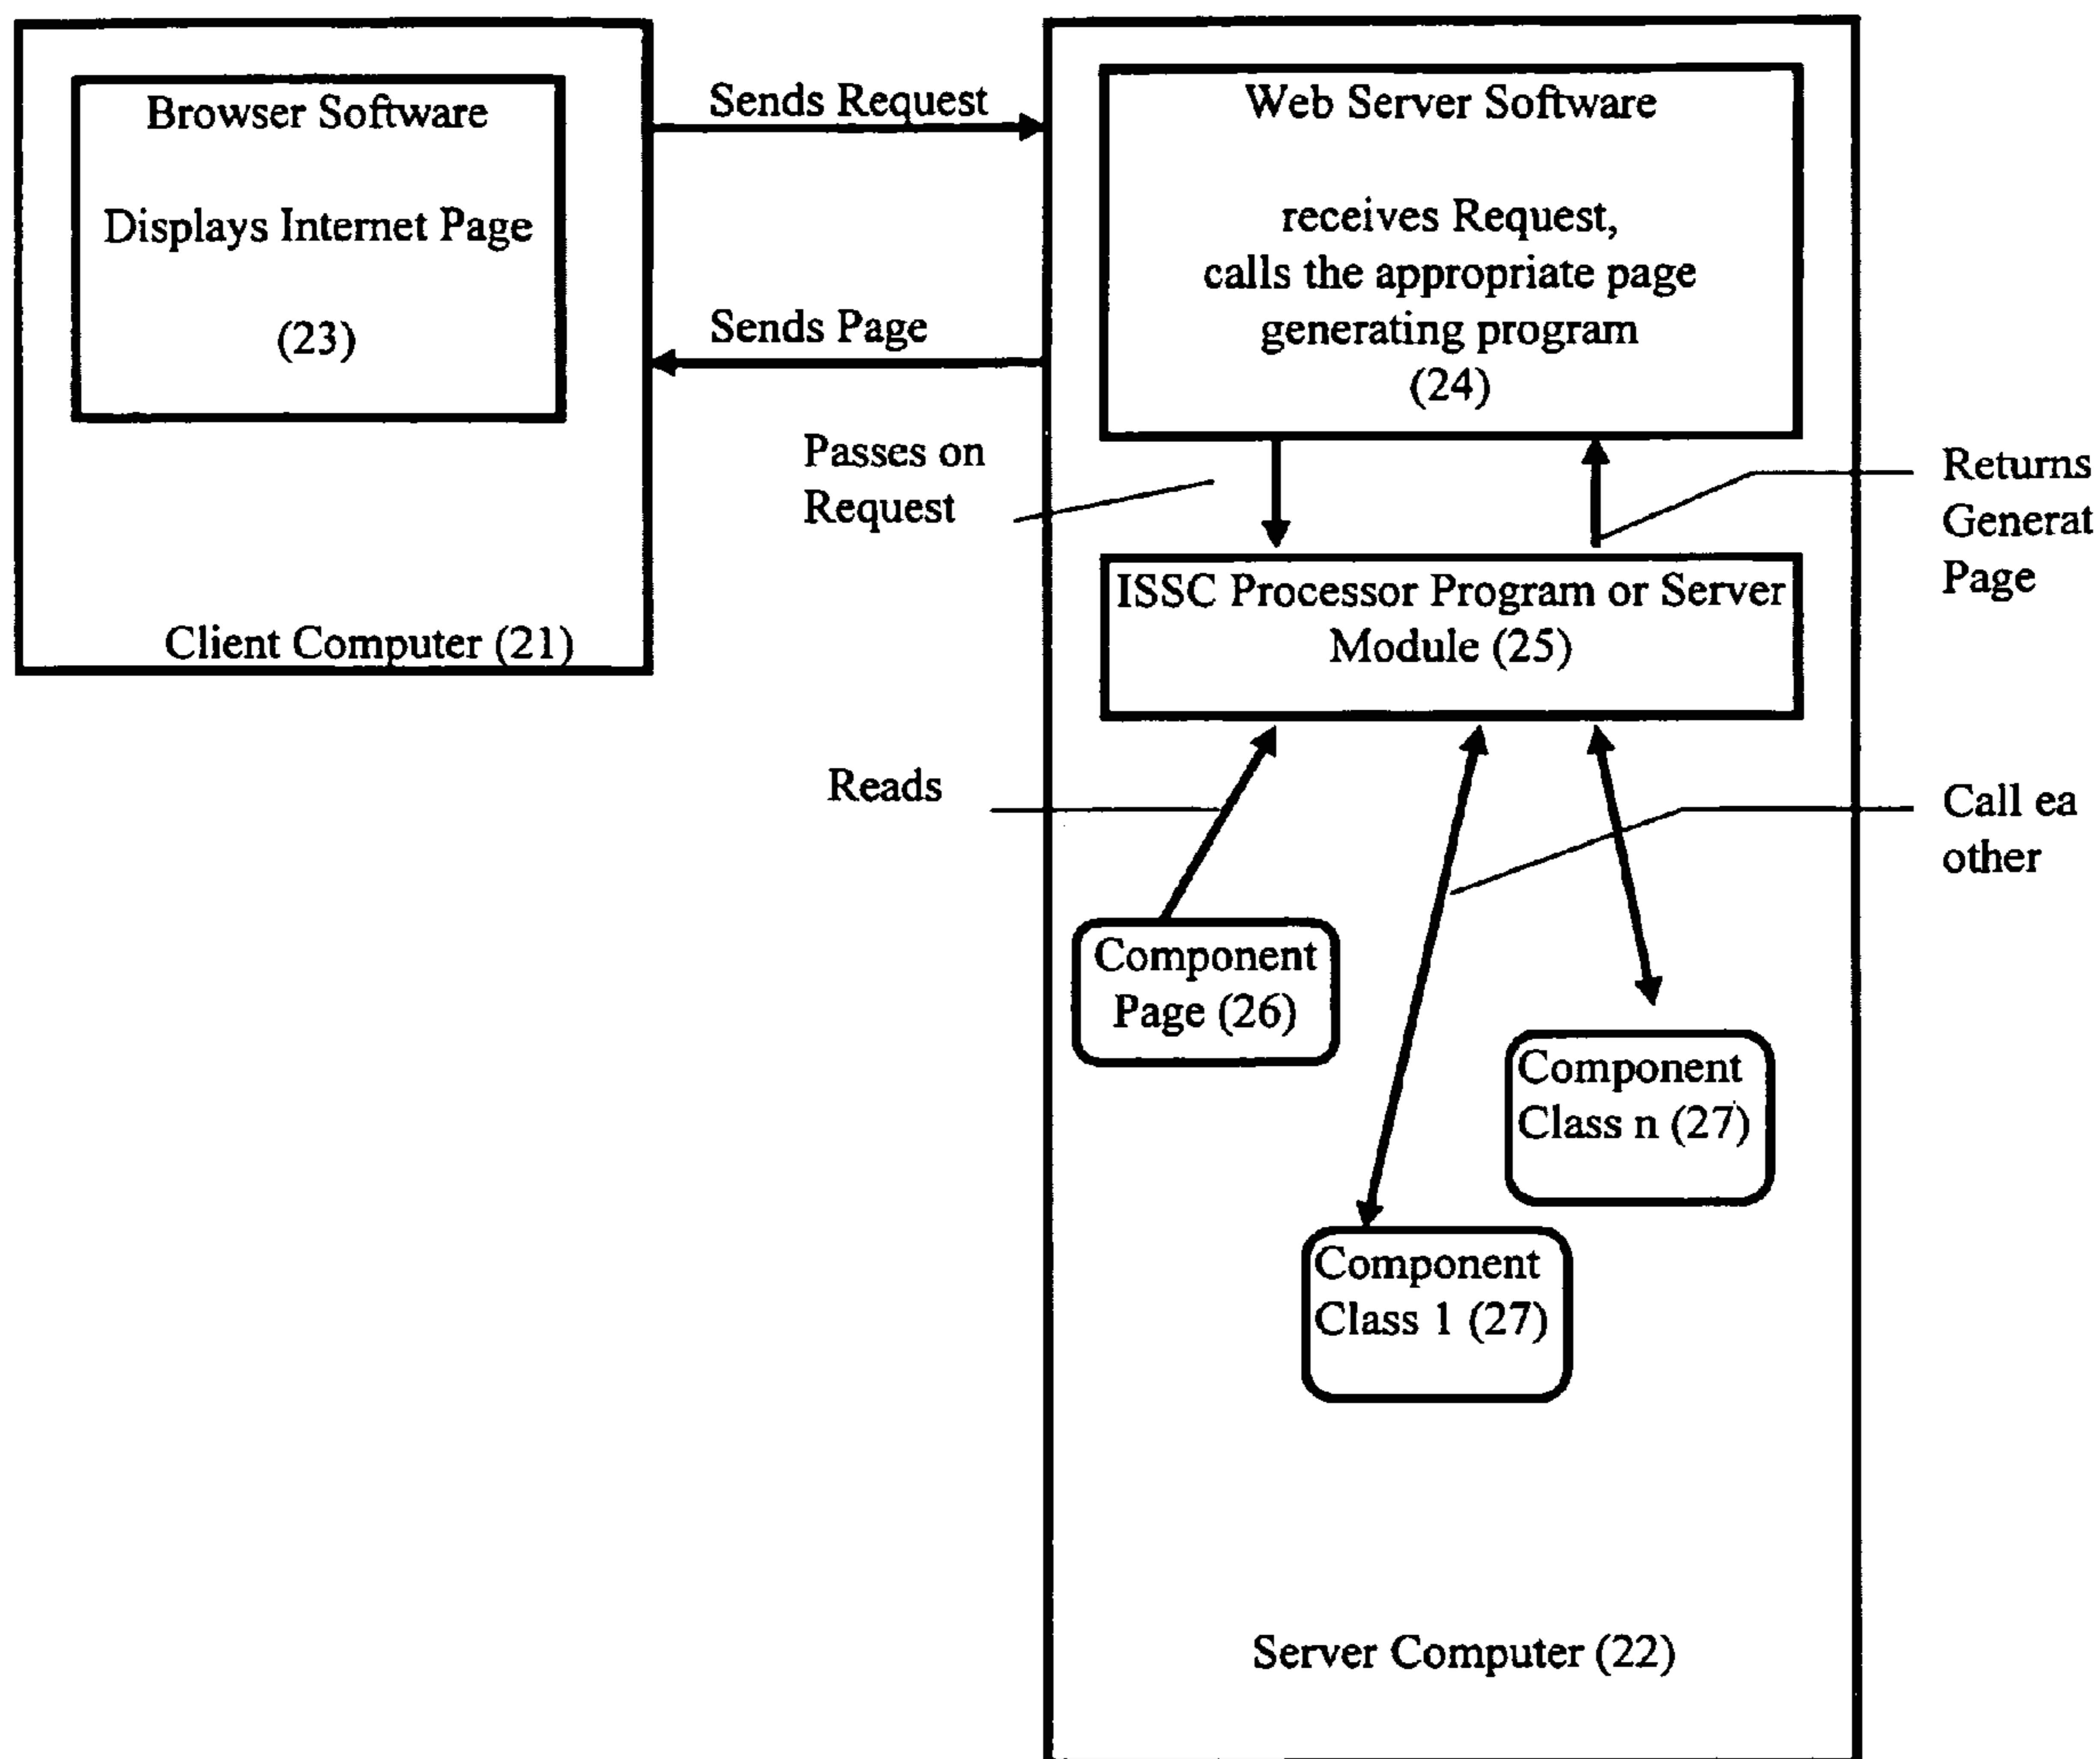 Browser Software
Displays Internet Page
(23)
Client Computer (21)
Sends Request
Sends Page
Web Server Software
receives Request,
calls the appropriate page
generating program
(24)
Passes on
Request
Returns
Generat
Page
ISSC Processor Program or Server
Module (25)
Reads
Call ea
other
Component
Page (26)
Component
Class n (27)
Component
Class 1 (27)
Server Computer (22)